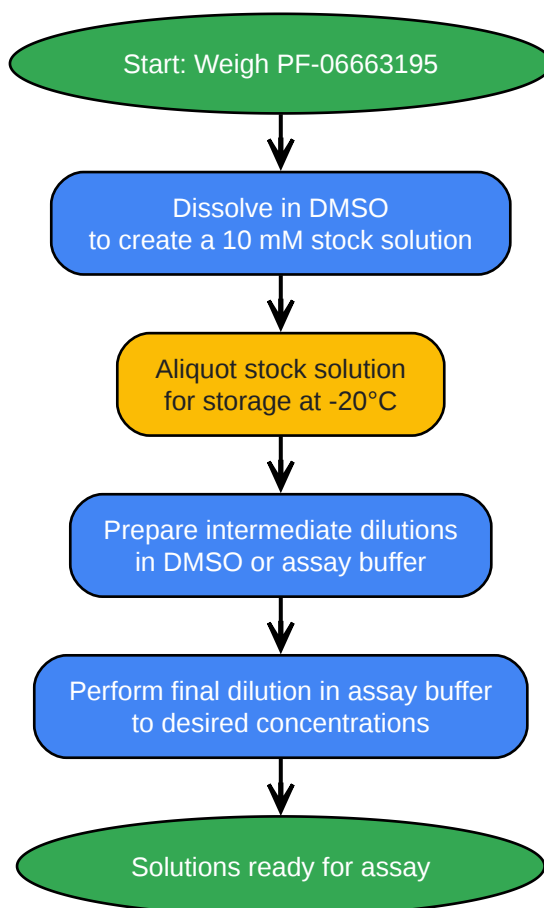 Start: Weigh PF-06663195
Dissolve in DMSO
to create a 10 mM stock solution
Aliquot stock solution
for storage at -20°C
Prepare intermediate dilutions
in DMSO or assay buffer
Perform final dilution in assay buffer
to desired concentrations
Solutions ready for assay